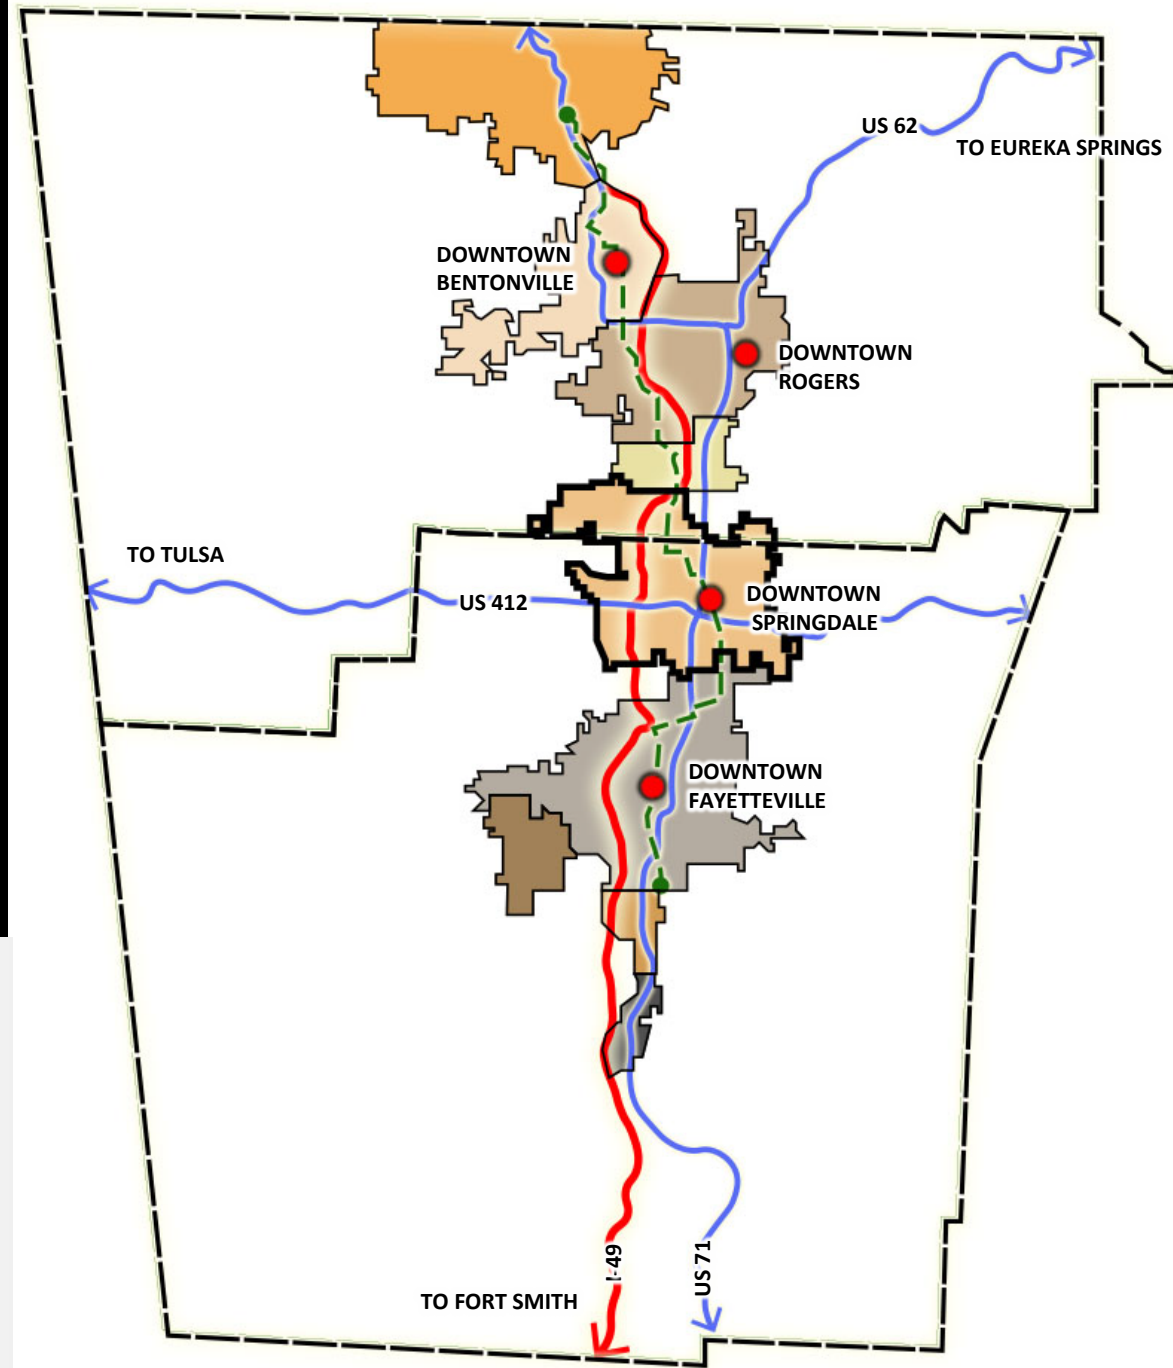 US 62
TO EUREKA SPRINGS
DOWNTOWN
BENTONVILLE
DOWNTOWN
ROGERS
TO TULSA
US 412
DOWNTOWN
SPRINGDALE
DOWNTOWN
FAYETTEVILLE
I-49
US 71
TO FORT SMITH